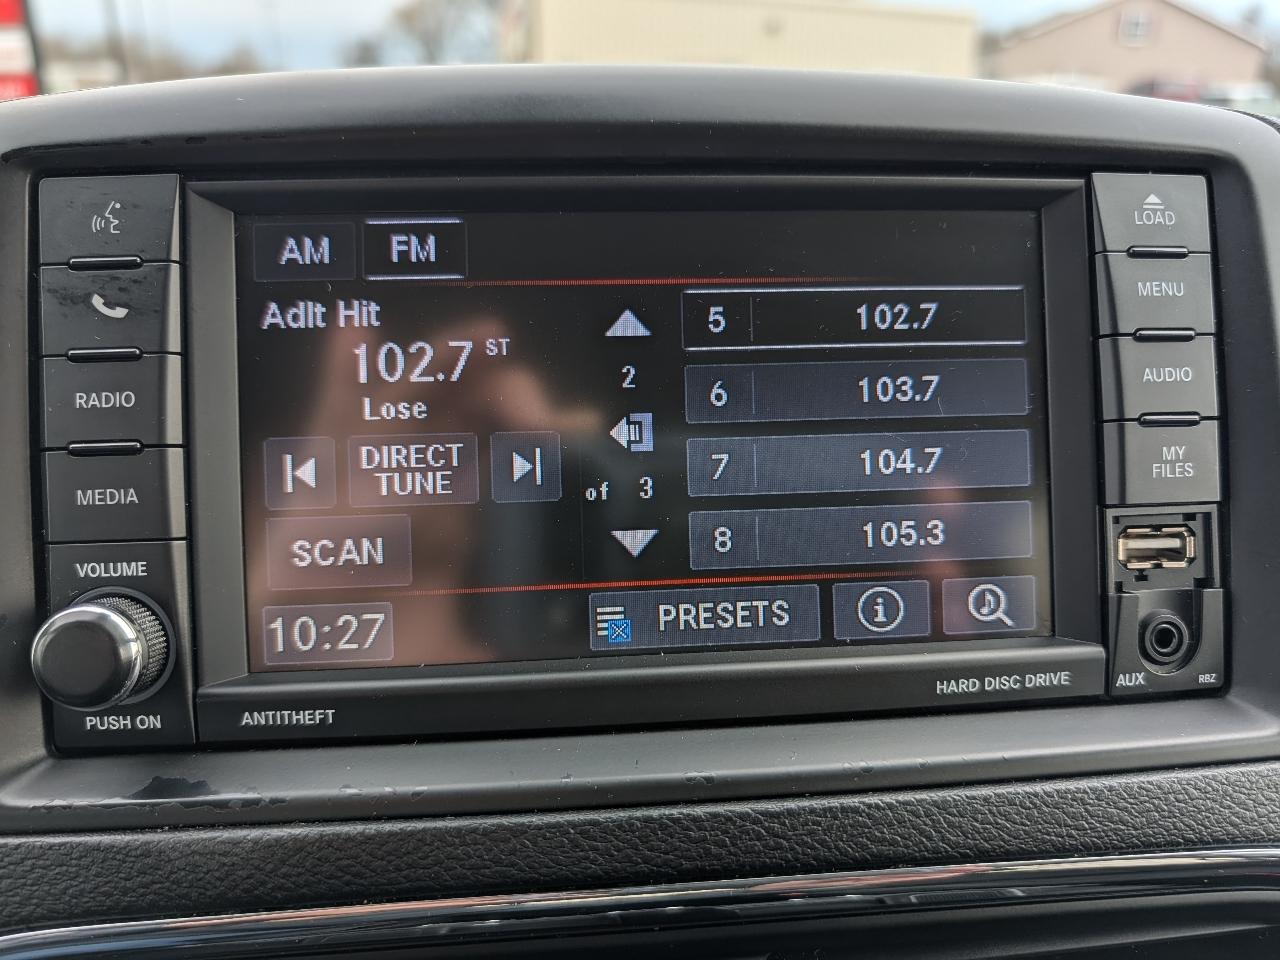 AM
FM
Adlt Hit
102.7 ST
Lose
DIRECT
TUNE
SCAN
10:27
2
of 3
5 102.7
6 103.7
7 104.7
8 105.3
PRESETS
i
RADIO
MEDIA
VOLUME
PUSH ON
ANTITHEFT
HARD DISC DRIVE
LOAD
MENU
AUDIO
MY
FILES
AUX
RBZ